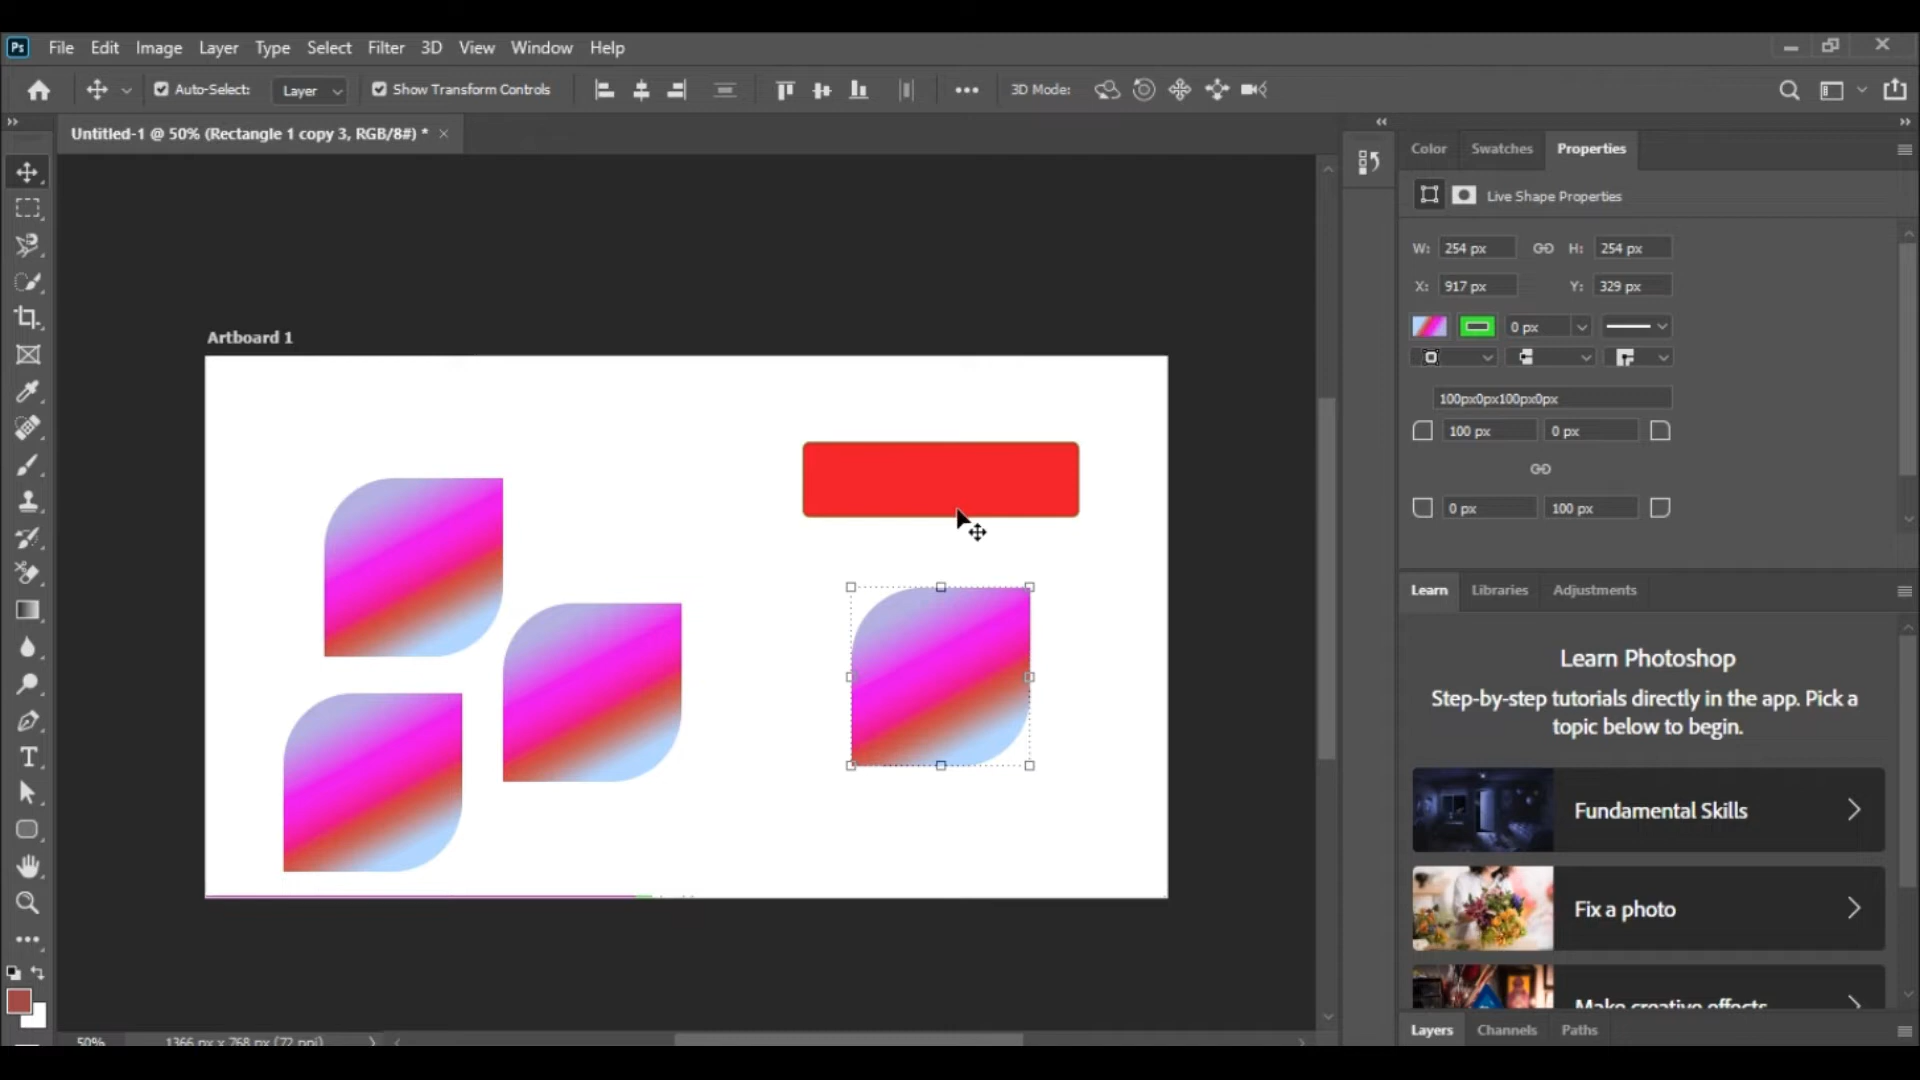 Ps File Edit Image Layer Type Select Filter 3D View Window Help
Auto-Select: Layer Show Transform Controls 3D Mode:
Untitled-1 @ 50% (Rectangle 1 copy 3, RGB/8#) *
Color Swatches Properties
Live Shape Properties
W: 254 px H: 254 px
X: 917 px Y: 329 px
0 px
Artboard 1
100px0px100px0px
100 px 0 px
0 px 100 px
Learn Libraries Adjustments
Learn Photoshop
Step-by-step tutorials directly in the app. Pick a
topic below to begin.
Fundamental Skills
Fix a photo
Make creative effects
Layers Channels Paths
50% 1366 px x 768 px (72 ppi)